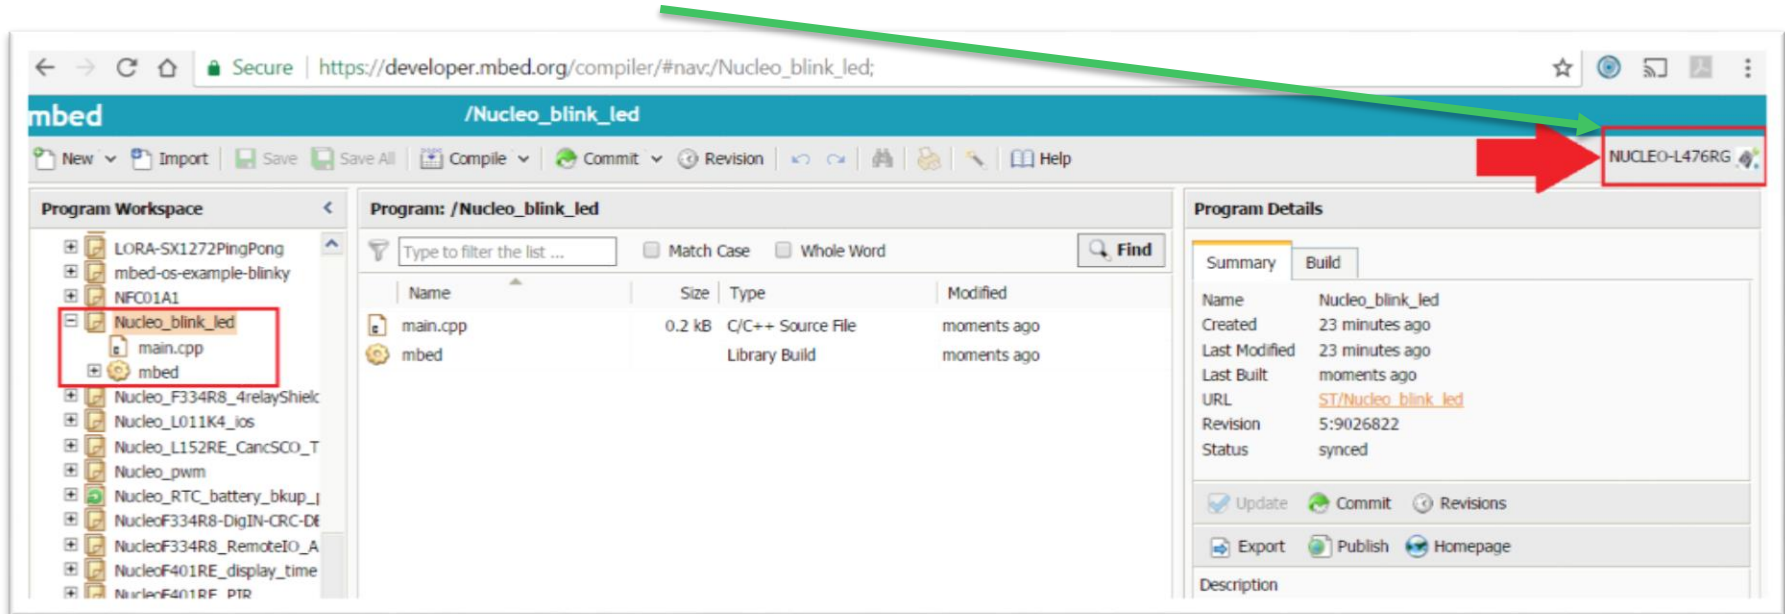 Secure https://developer.mbed.org/compiler/#nav:/Nucleo_blink_led;
mbed /Nucleo_blink_led
New Import Save Save All Compile Commit Revision Help NUCLEO-L476RG
Program Workspace
LORA-SX1272PingPong
mbed-os-example-blinky
NFC01A1
Nucleo_blink_led
main.cpp
mbed
Nucleo_F334R8_4relayShield
Nucleo_L011K4_ios
Nucleo_L152RE_CancSCO_T
Nucleo_pwm
Nucleo_RTC_battery_bkup_p
NucleoF334R8-DigIN-CRC-DE
NucleoF334R8_RemoteIO_A
NucleoF401RE_display_time
NucleoF401RE_PIR
Program: /Nucleo_blink_led
Type to filter the list ... Match Case Whole Word Find
Name Size Type Modified
main.cpp 0.2 kB C/C++ Source File moments ago
mbed Library Build moments ago
Program Details
Summary Build
Name Nucleo_blink_led
Created 23 minutes ago
Last Modified 23 minutes ago
Last Built moments ago
URL ST/Nucleo_blink_led
Revision 5:9026822
Status synced
Update Commit Revisions
Export Publish Homepage
Description